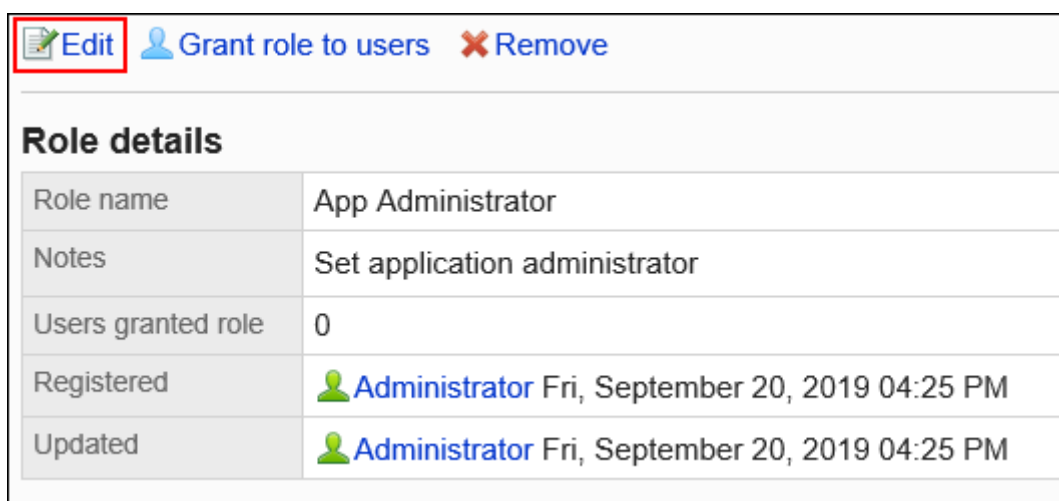 Edit Grant role to users Remove
Role details
Role name App Administrator
Notes Set application administrator
Users granted role 0
Registered Administrator Fri, September 20, 2019 04:25 PM
Updated Administrator Fri, September 20, 2019 04:25 PM